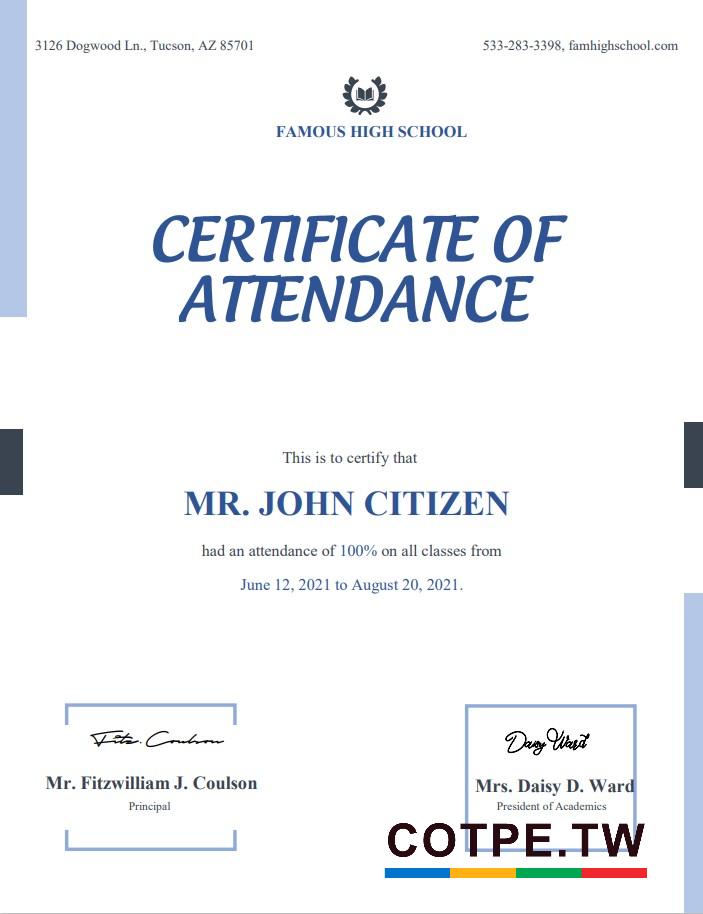 3126 Dogwood Ln., Tucson, AZ 85701
533-283-3398, famhighschool.com
FAMOUS HIGH SCHOOL
CERTIFICATE OF
ATTENDANCE
This is to certify that
MR. JOHN CITIZEN
had an attendance of 100% on all classes from
June 12, 2021 to August 20, 2021.
Fitz. Coulson
Mr. Fitzwilliam J. Coulson
Principal
Daisy Ward
Mrs. Daisy D. Ward
President of Academics
COTPE.TW